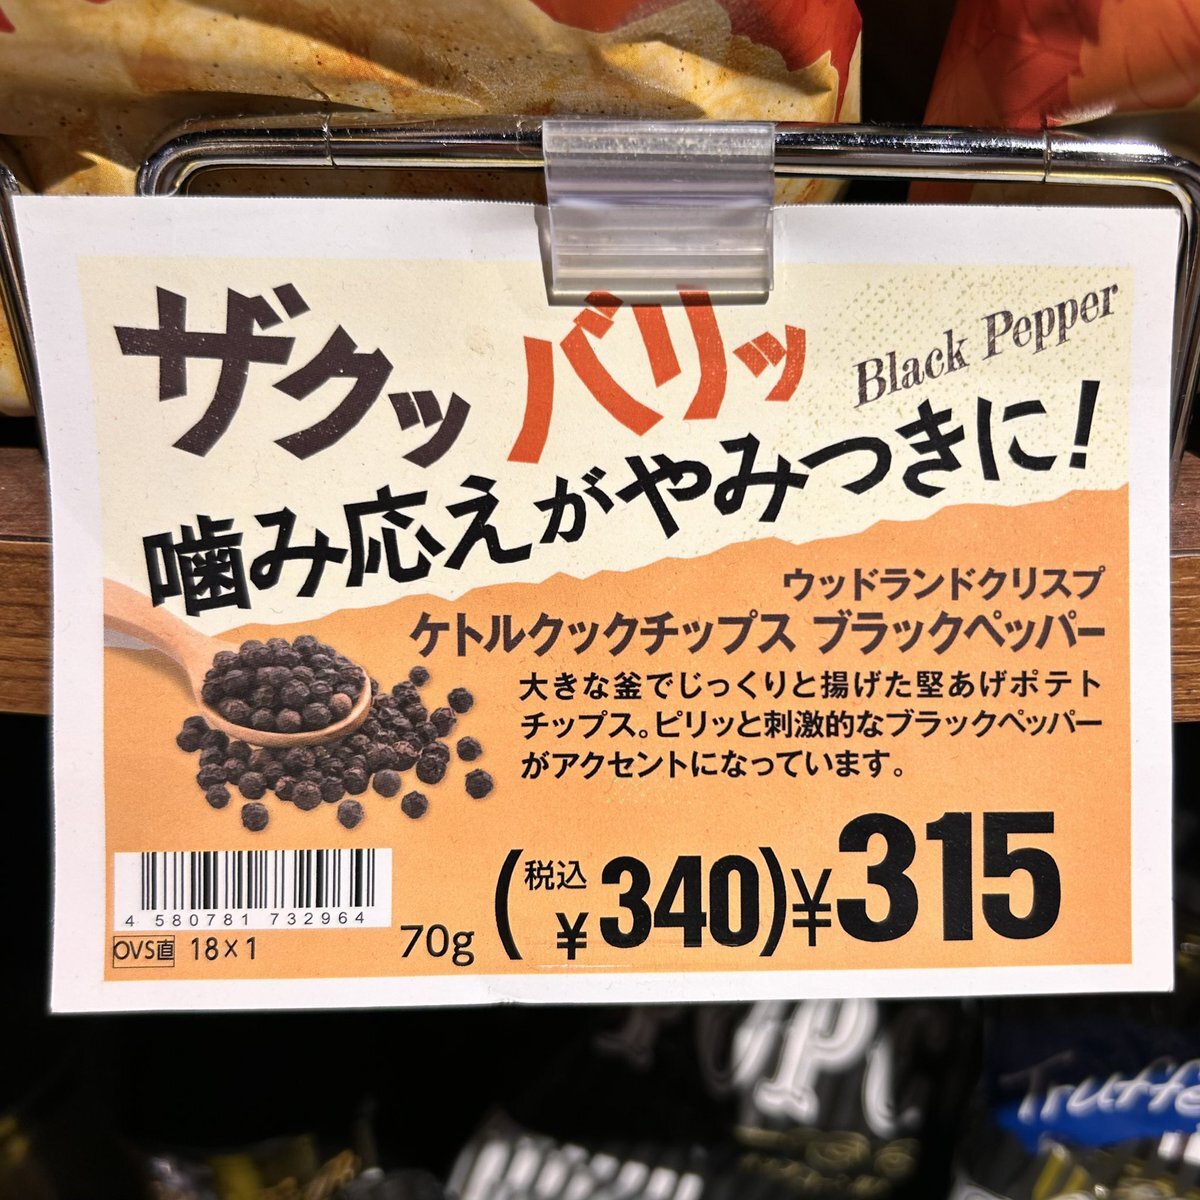 ザクッ バリッ
Black Pepper
噛み応えがやみつきに!
ウッドランドクリスプ
ケトルクックチップス ブラックペッパー
大きな釜でじっくりと揚げた堅あげポテト
チップス。ピリッと刺激的なブラックペッパー
がアクセントになっています。
4 580781 732964
OVS直 18×1
70g
(税込 ¥340) ¥315